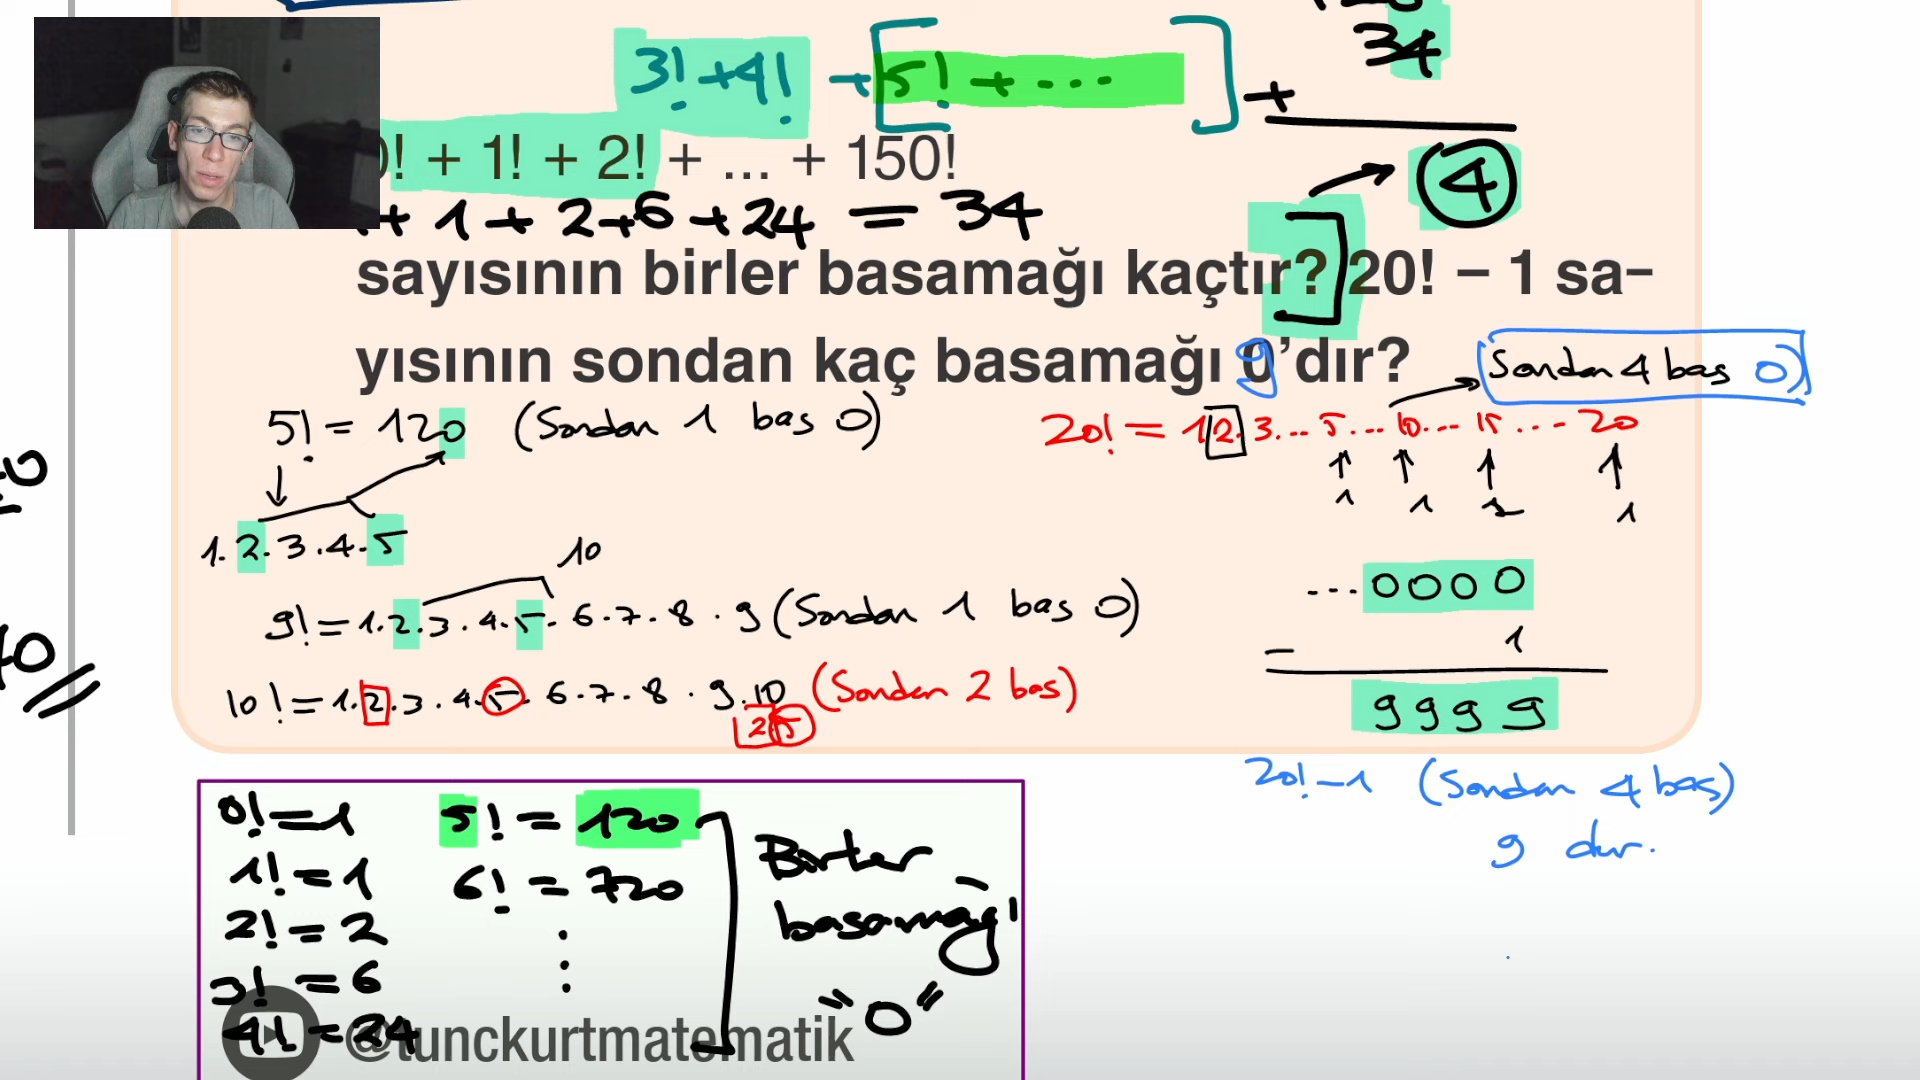 34
3!+4! + [5! + ... ] +
0! + 1! + 2! + ... + 150!
4
+ 1 + 2+6+24 = 34
sayısının birler basamağı kaçtır? 20! – 1 sa-
yısının sondan kaç basamağı 9'dır?
Sondan 4 bas 0)
5! = 120 (Sondan 1 bas 0)
20! = 1 2. 3... 5... 10... 15 ... 20
1 1 1 1
1. 2. 3 . 4. 5
10
...0000
9! = 1. 2. 3 . 4. 5. 6 . 7 . 8 . 9 (Sondan 1 bas 0)
- 1
10! = 1. 2. 3 . 4. 5. 6 . 7 . 8 . 9. 10 (Sondan 2 bas)
2 5
9999
20!-1 (Sondan 4 bas)
9 dur.
0! = 1
1! = 1
2! = 2
3! = 6
4! = 24
5! = 120
6! = 720
Birler
basamağı
"0"
@tunckurtmatematik